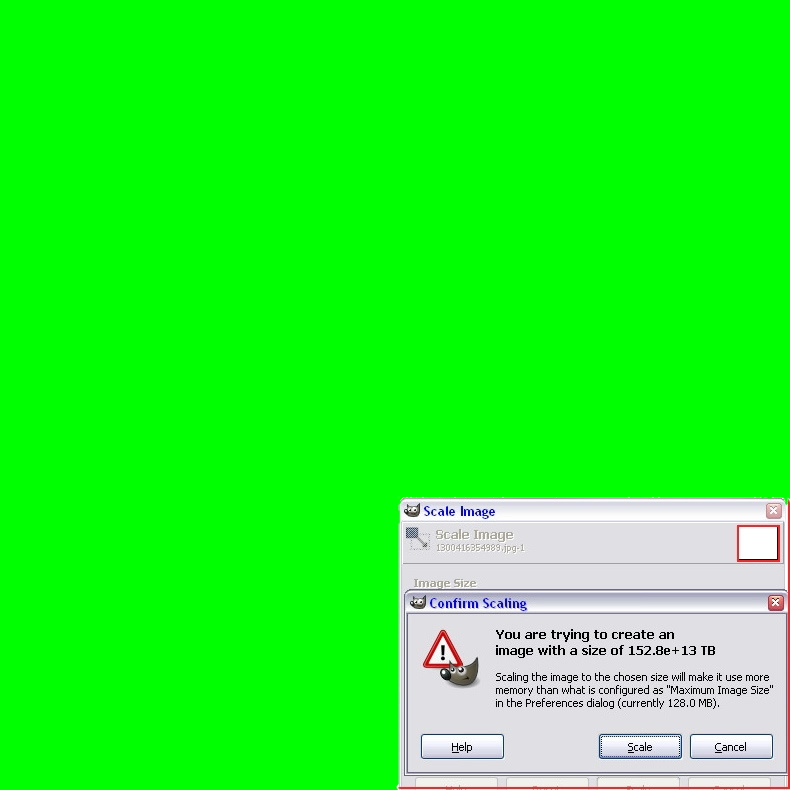 Scale Image
Scale Image
1300416354989.jpg-1
Image Size
Confirm Scaling
You are trying to create an
image with a size of 152.8e+13 TB
Scaling the image to the chosen size will make it use more
memory than what is configured as "Maximum Image Size"
in the Preferences dialog (currently 128.0 MB).
Help Scale Cancel